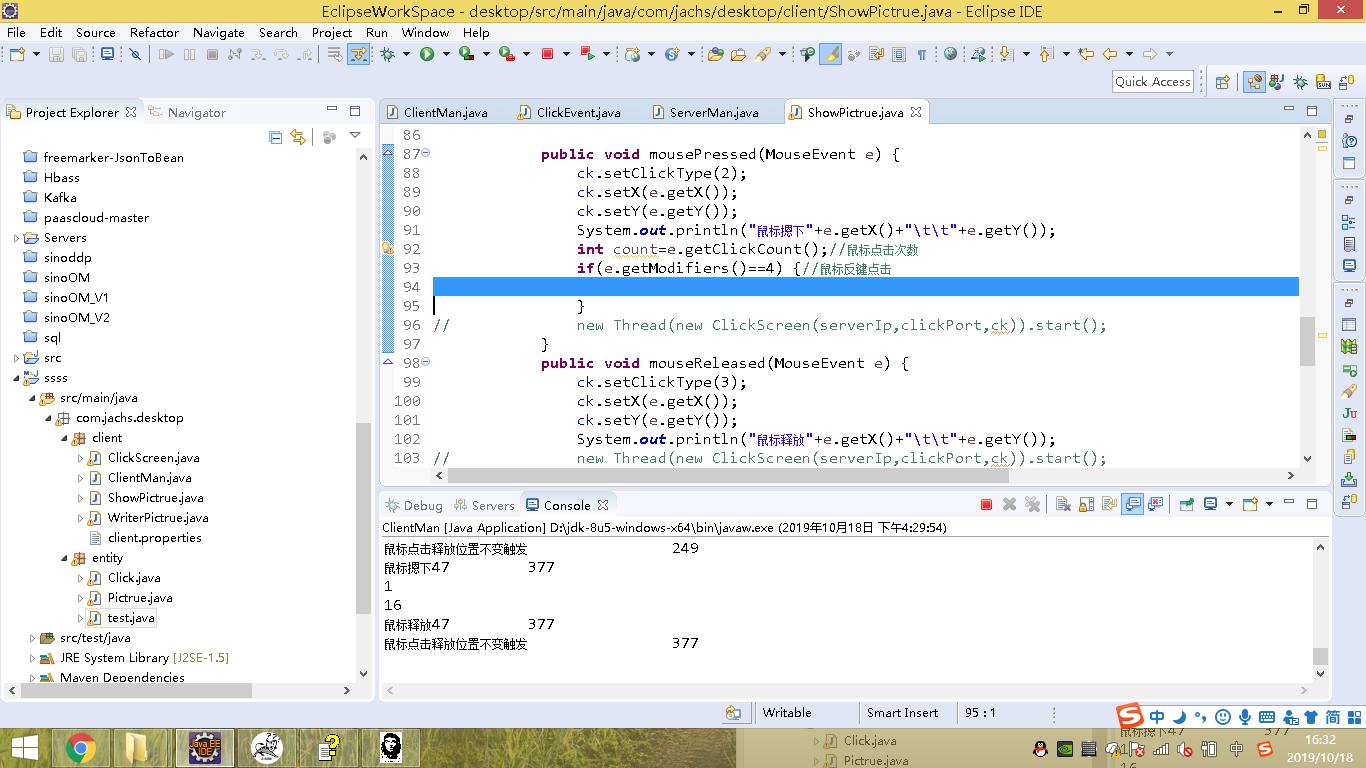 EclipseWorkSpace - desktop/src/main/java/com/jachs/desktop/client/ShowPictrue.java - Eclipse IDE
File Edit Source Refactor Navigate Search Project Run Window Help
Quick Access
Project Explorer Navigator
freemarker-JsonToBean
Hbass
Kafka
paascloud-master
Servers
sinoddp
sinoOM
sinoOM_V1
sinoOM_V2
sql
src
ssss
src/main/java
com.jachs.desktop
client
ClickScreen.java
ClientMan.java
ShowPictrue.java
WriterPictrue.java
client.properties
entity
Click.java
Pictrue.java
test.java
src/test/java
JRE System Library [J2SE-1.5]
Maven Dependencies
ClientMan.java ClickEvent.java ServerMan.java ShowPictrue.java
86
87 public void mousePressed(MouseEvent e) {
88 ck.setClickType(2);
89 ck.setX(e.getX());
90 ck.setY(e.getY());
91 System.out.println("鼠标摁下"+e.getX()+"\t\t"+e.getY());
92 int count=e.getClickCount();//鼠标点击次数
93 if(e.getModifiers()==4) {//鼠标反键点击
94
95 }
96 // new Thread(new ClickScreen(serverIp,clickPort,ck)).start();
97 }
98 public void mouseReleased(MouseEvent e) {
99 ck.setClickType(3);
100 ck.setX(e.getX());
101 ck.setY(e.getY());
102 System.out.println("鼠标释放"+e.getX()+"\t\t"+e.getY());
103 // new Thread(new ClickScreen(serverIp,clickPort,ck)).start();
Debug Servers Console
ClientMan [Java Application] D:\jdk-8u5-windows-x64\bin\javaw.exe (2019年10月18日 下午4:29:54)
鼠标点击释放位置不变触发 249
鼠标摁下47 377
1
16
鼠标释放47 377
鼠标点击释放位置不变触发 377
Writable Smart Insert 95 : 1
中 简
Java EE
IDE
Click.java
Pictrue.java
中
16:32
2019/10/18